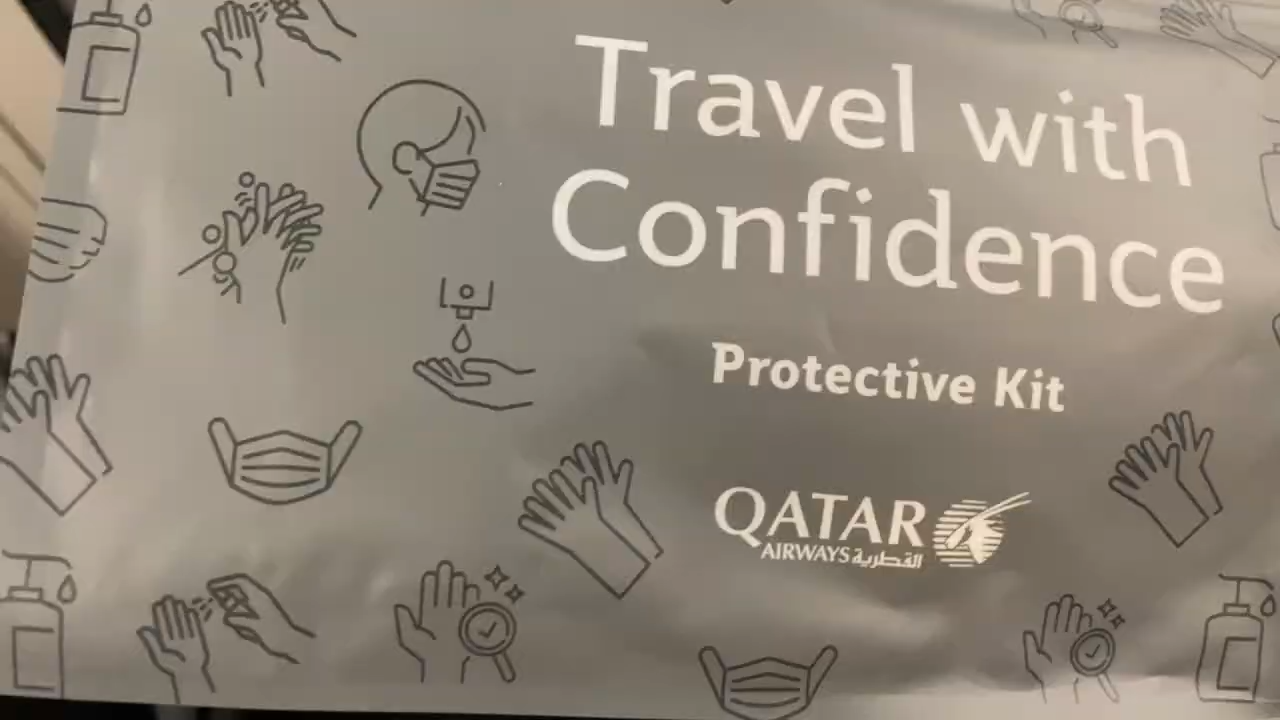 Travel with
Confidence
Protective Kit
QATAR
AIRWAYS القطرية